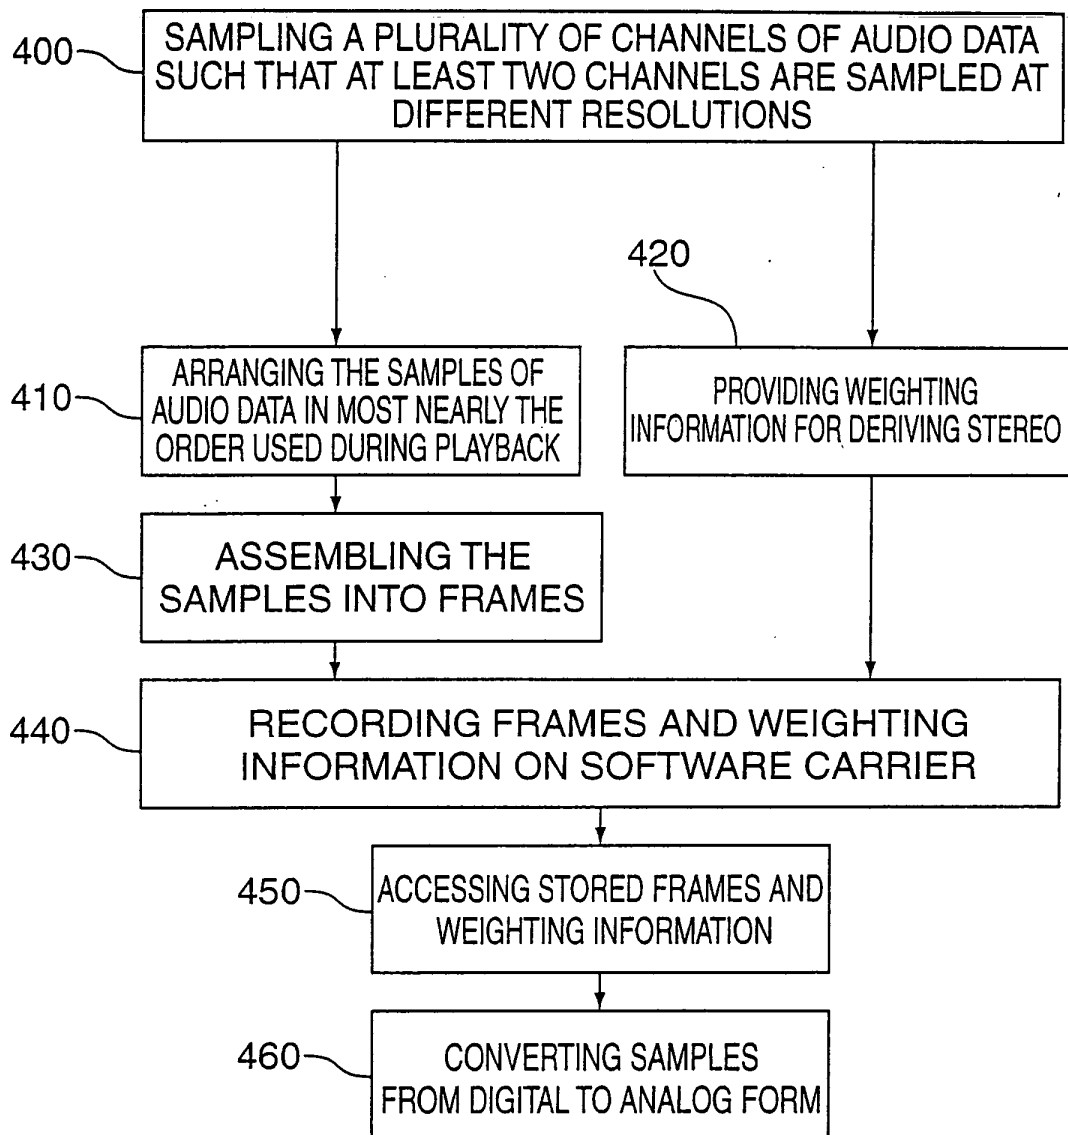 400
SAMPLING A PLURALITY OF CHANNELS OF AUDIO DATA
SUCH THAT AT LEAST TWO CHANNELS ARE SAMPLED AT
DIFFERENT RESOLUTIONS
420
410
ARRANGING THE SAMPLES OF
AUDIO DATA IN MOST NEARLY THE
ORDER USED DURING PLAYBACK
PROVIDING WEIGHTING
INFORMATION FOR DERIVING STEREO
430
ASSEMBLING THE
SAMPLES INTO FRAMES
440
RECORDING FRAMES AND WEIGHTING
INFORMATION ON SOFTWARE CARRIER
450
ACCESSING STORED FRAMES AND
WEIGHTING INFORMATION
460
CONVERTING SAMPLES
FROM DIGITAL TO ANALOG FORM